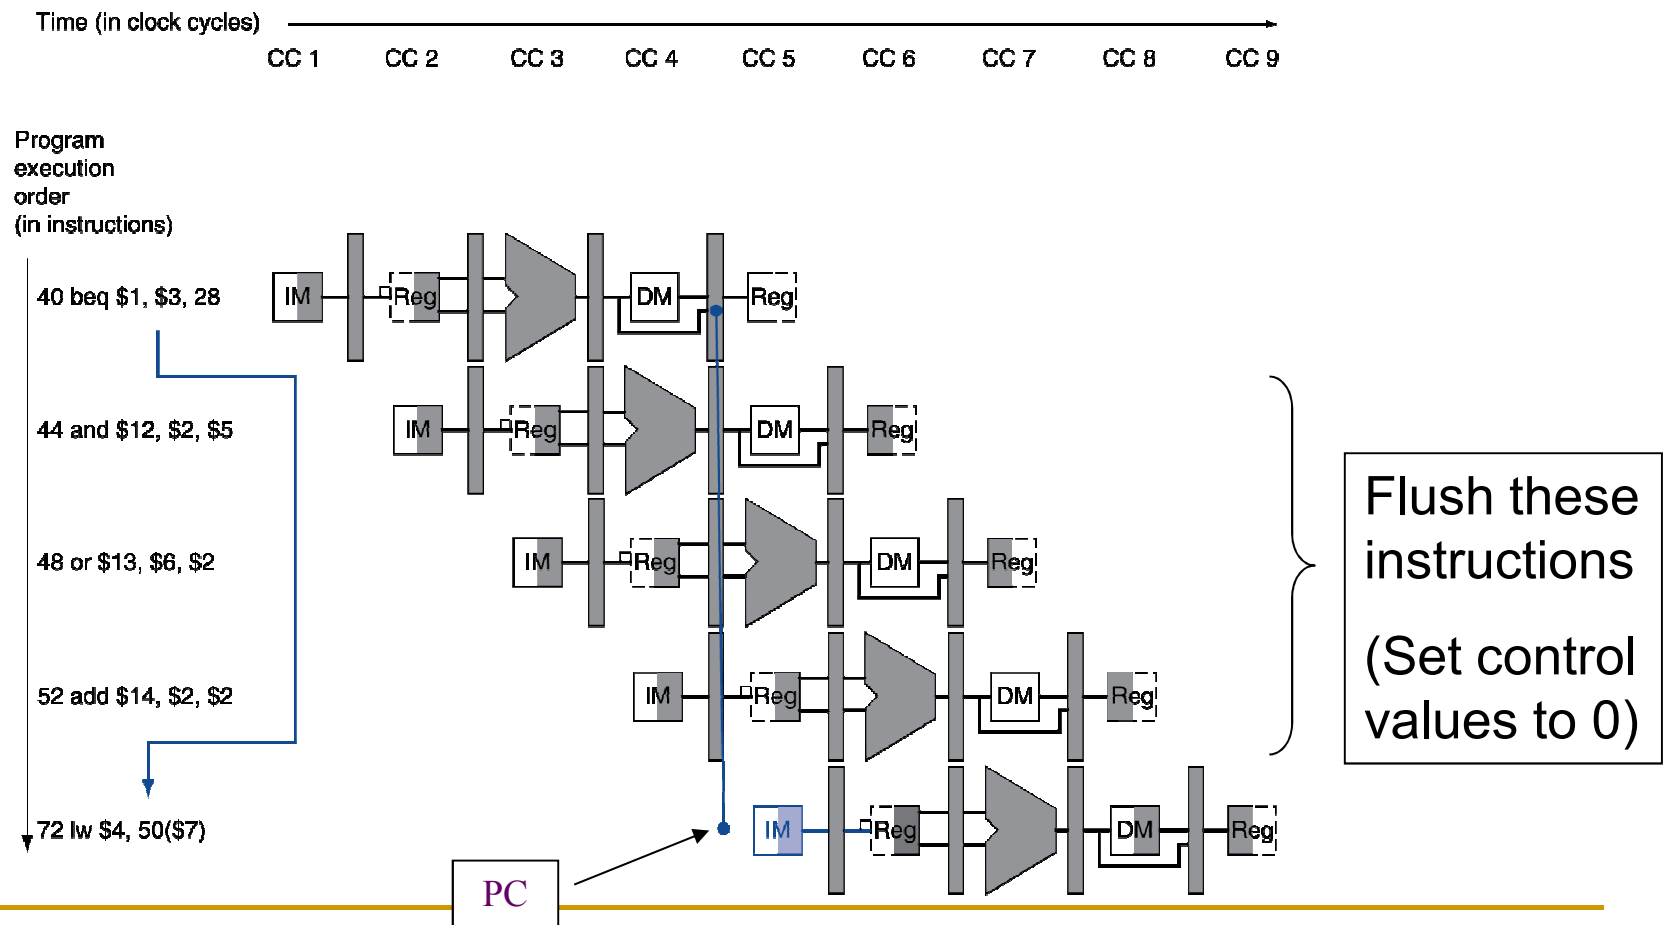 Time (in clock cycles)
CC 1 CC 2 CC 3 CC 4 CC 5 CC 6 CC 7 CC 8 CC 9
Program
execution
order
(in instructions)
40 beq $1, $3, 28
IM Reg DM Reg
44 and $12, $2, $5
IM Reg DM Reg
48 or $13, $6, $2
IM Reg DM Reg
52 add $14, $2, $2
IM Reg DM Reg
72 lw $4, 50($7)
IM Reg DM Reg
Flush these
instructions
(Set control
values to 0)
PC